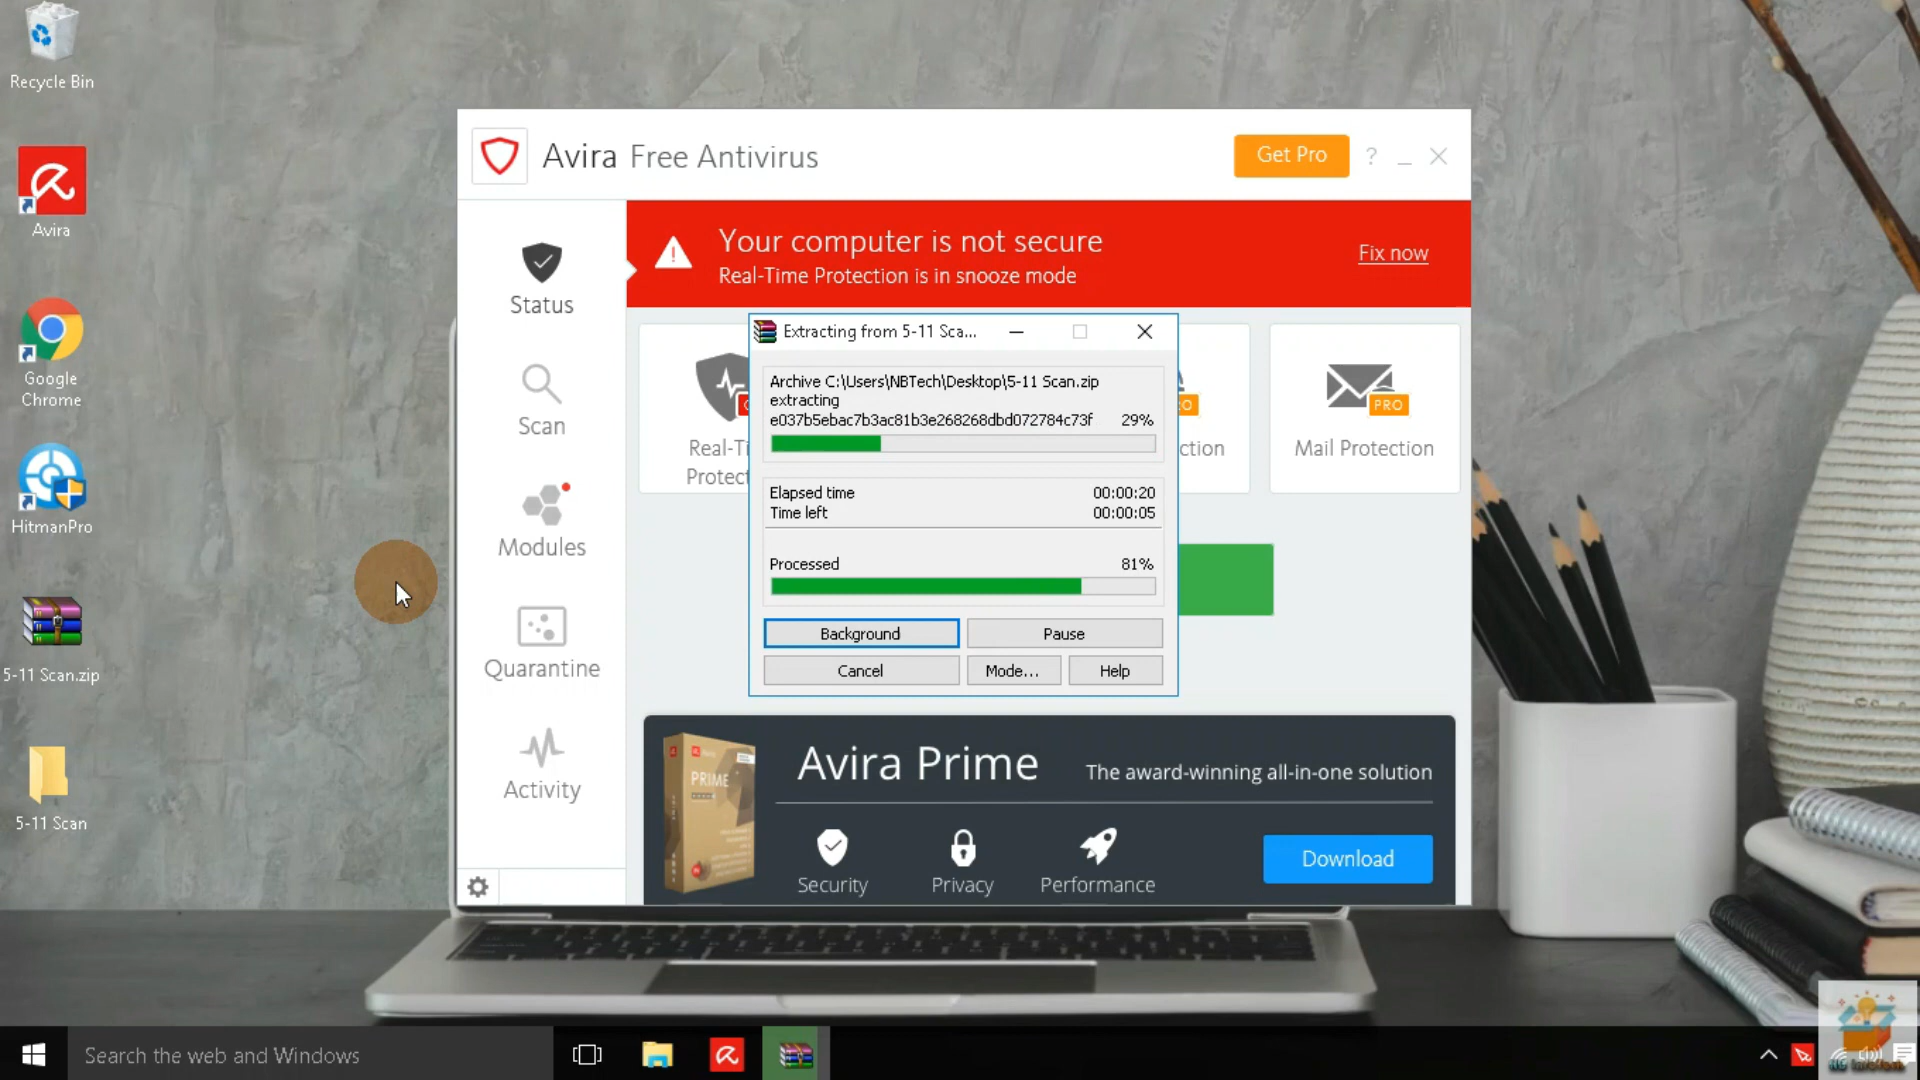 Recycle Bin
Avira
Google
Chrome
HitmanPro
5-11 Scan.zip
5-11 Scan
Avira Free Antivirus
Get Pro
?
Your computer is not secure
Real-Time Protection is in snooze mode
Fix now
Status
Scan
Modules
Quarantine
Activity
Real-Ti
Protect
ction
PRO
Mail Protection
Extracting from 5-11 Sca...
Archive C:\Users\NBTech\Desktop\5-11 Scan.zip
extracting
e037b5ebac7b3ac81b3e268268dbd072784c73f 29%
Elapsed time 00:00:20
Time left 00:00:05
Processed 81%
Background
Pause
Cancel
Mode...
Help
PRIME
Avira Prime
The award-winning all-in-one solution
Security
Privacy
Performance
Download
Search the web and Windows